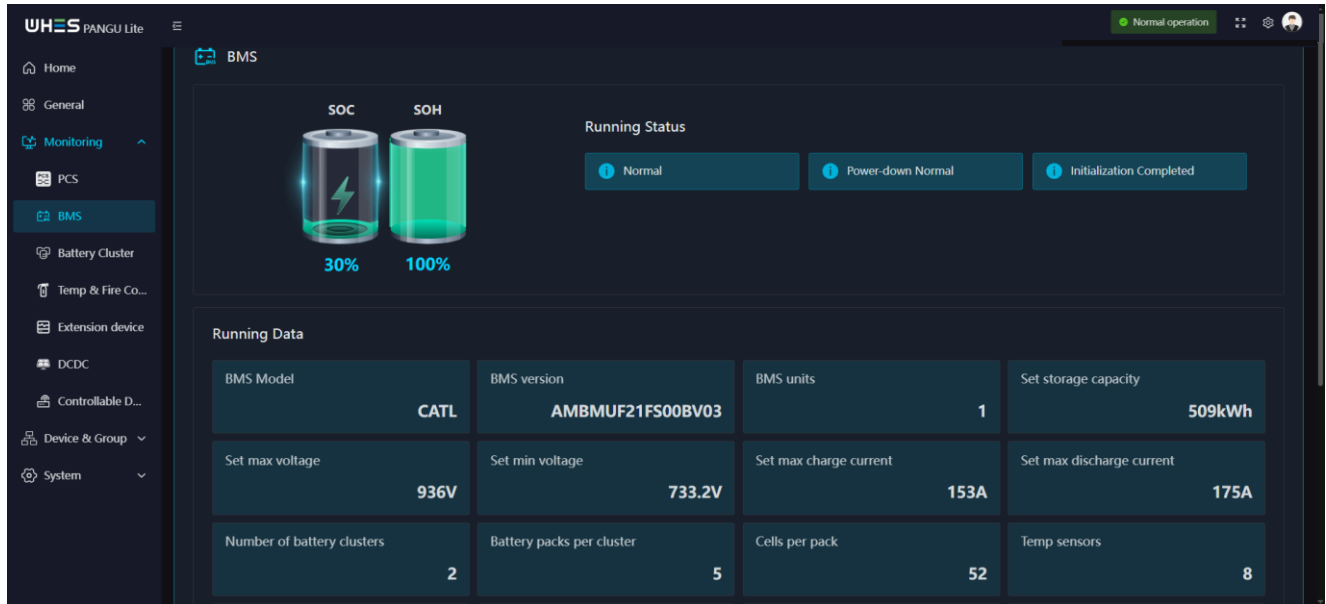 WHES PANGU Lite
Normal operation
Home
General
Monitoring
PCS
BMS
Battery Cluster
Temp & Fire Co...
Extension device
DCDC
Controllable D...
Device & Group
System
BMS
SOC SOH
30% 100%
Running Status
Normal Power-down Normal Initialization Completed
Running Data
BMS Model BMS version BMS units Set storage capacity
CATL AMBMUF21FS00BV03 1 509kWh
Set max voltage Set min voltage Set max charge current Set max discharge current
936V 733.2V 153A 175A
Number of battery clusters Battery packs per cluster Cells per pack Temp sensors
2 5 52 8